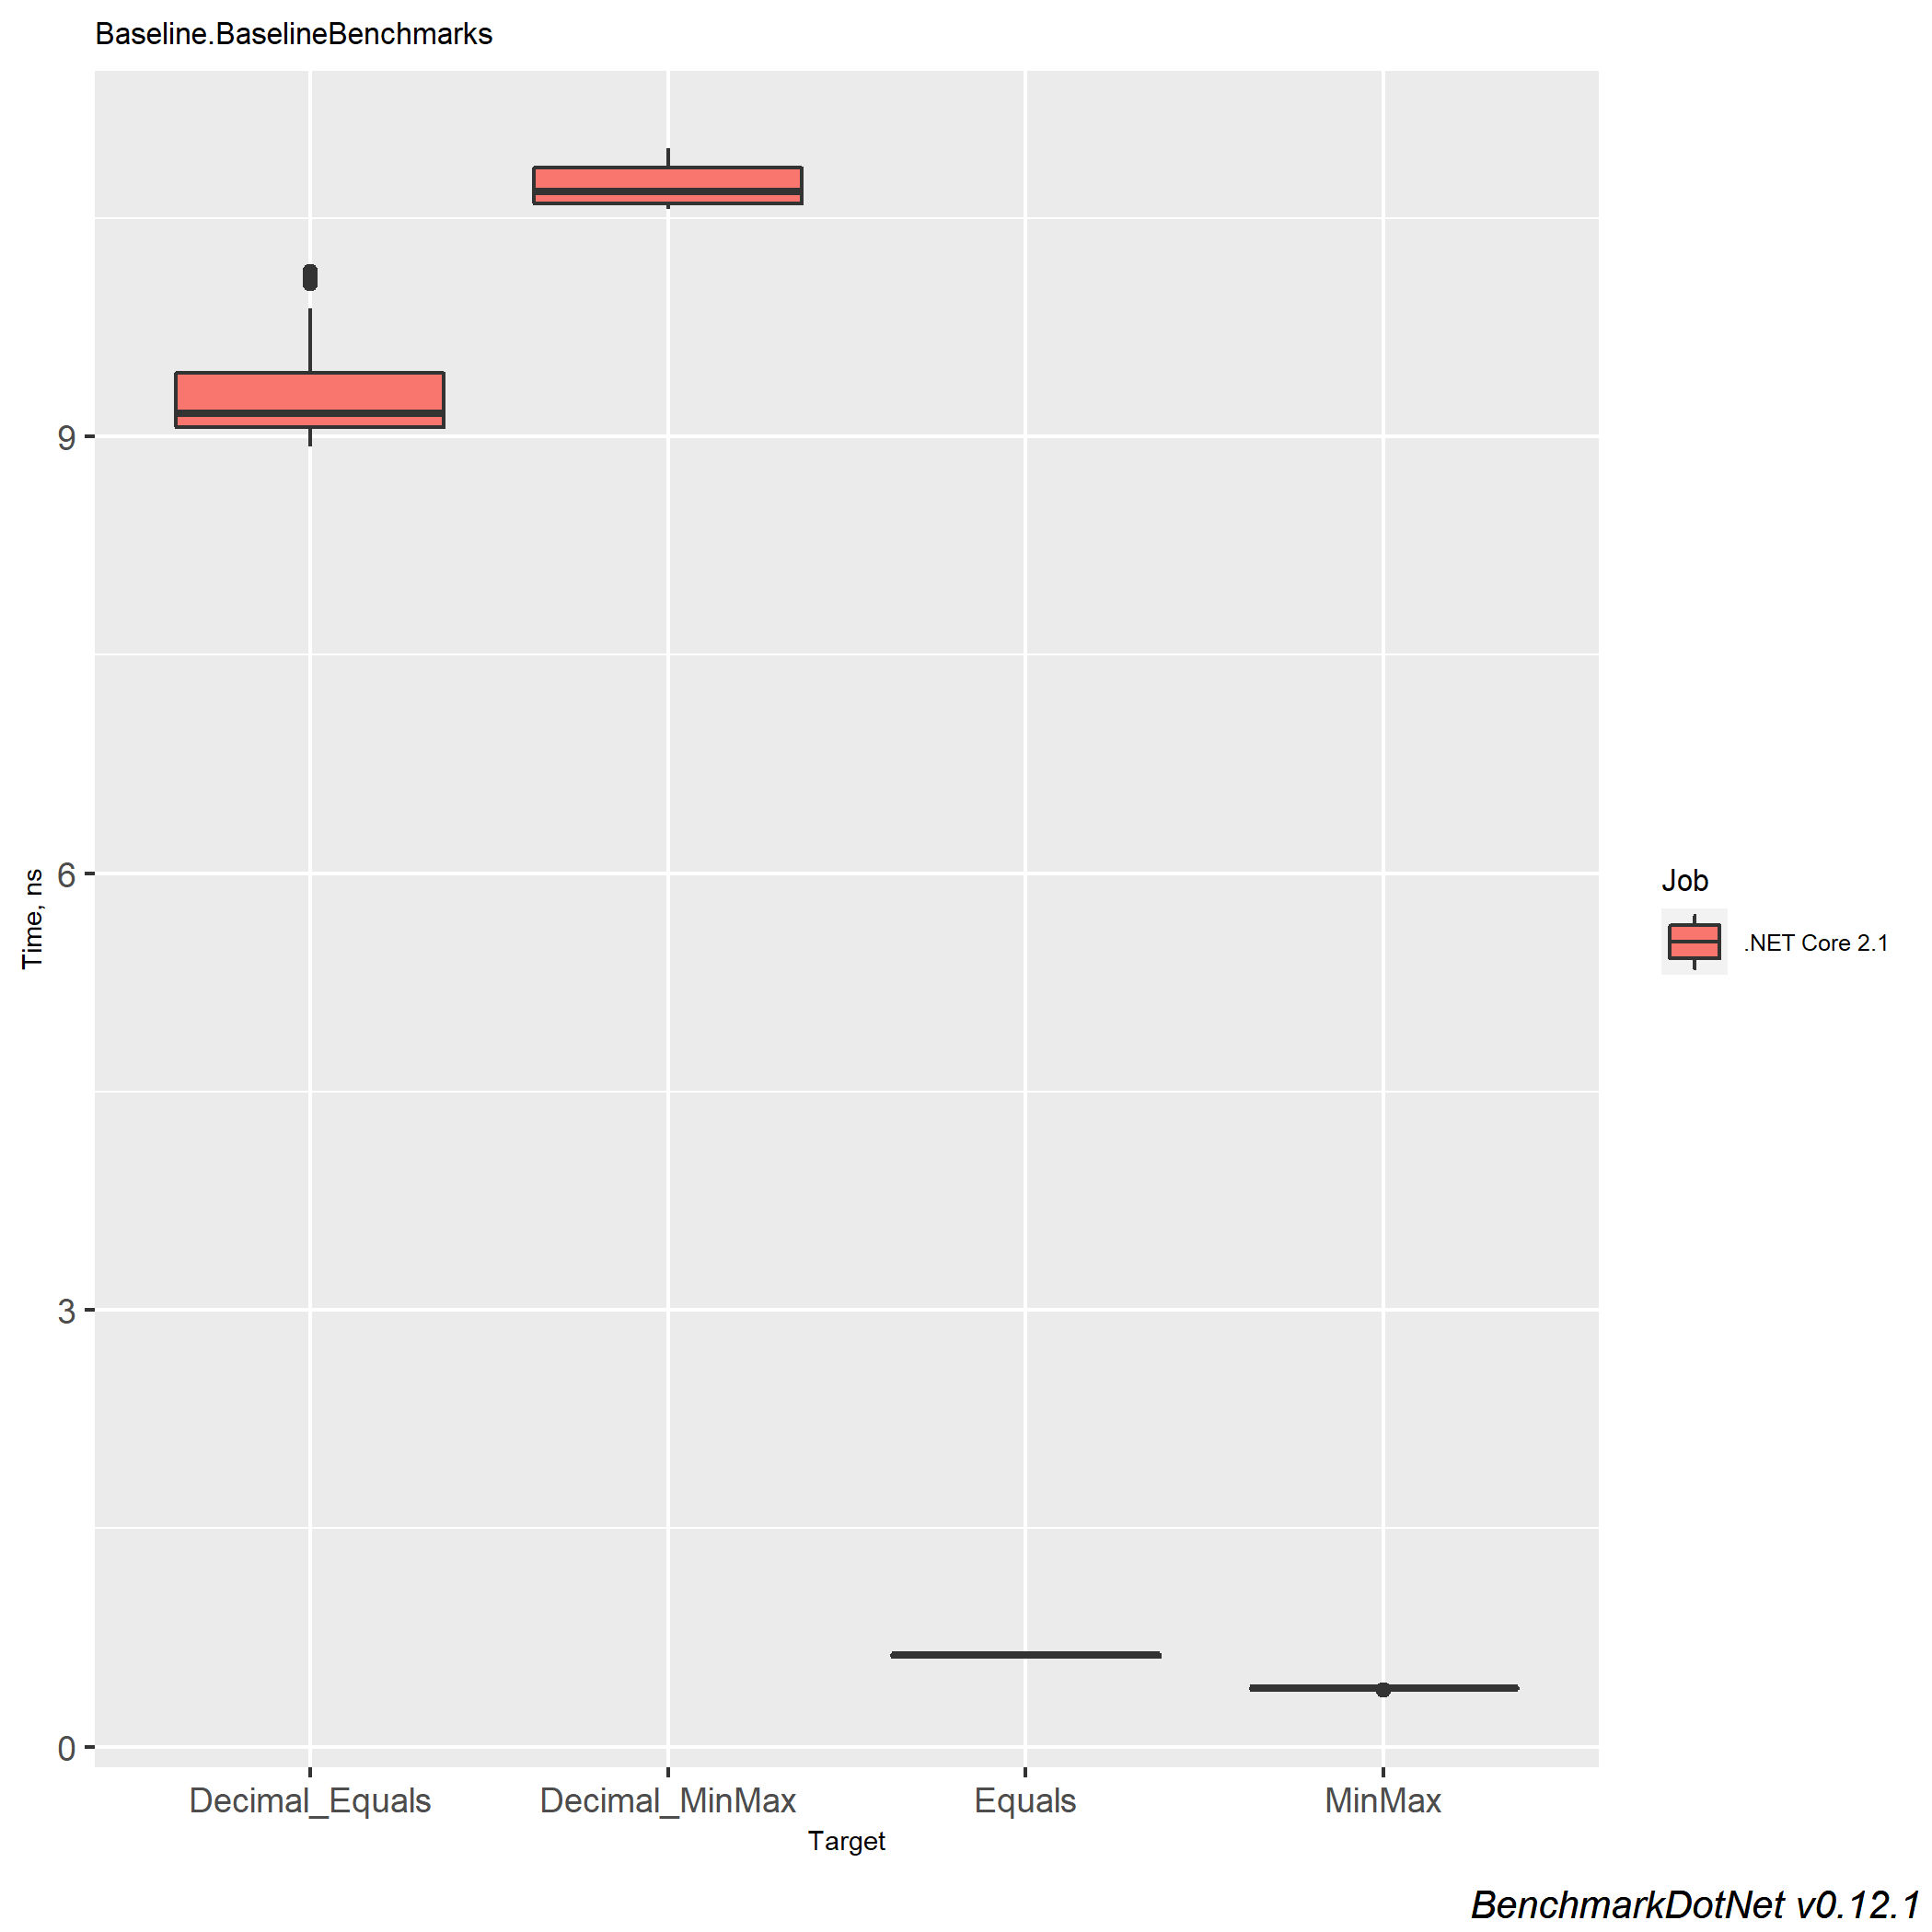 Baseline.BaselineBenchmarks
9
6
3
0
Time, ns
Decimal_Equals Decimal_MinMax Equals MinMax
Target
Job
.NET Core 2.1
BenchmarkDotNet v0.12.1